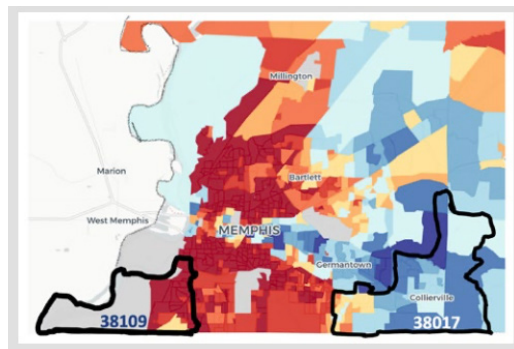 Millington
Marion
Bartlett
West Memphis
MEMPHIS
Germantown
Collierville
38109
38017